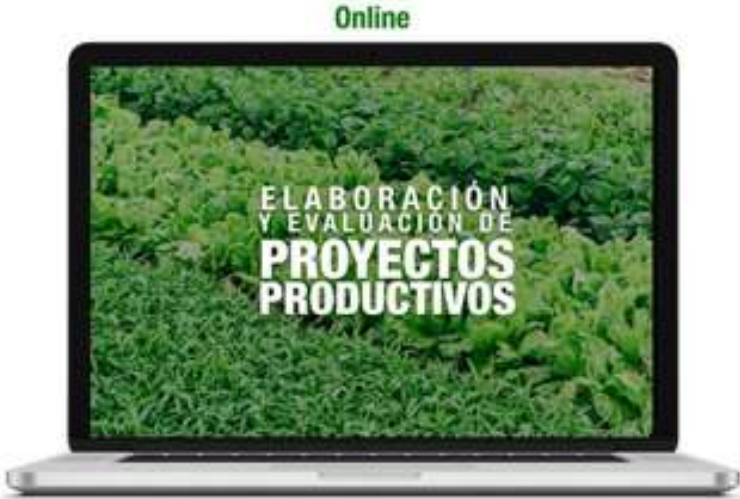 Online
ELABORACIÓN
Y EVALUACIÓN DE
PROYECTOS
PRODUCTIVOS